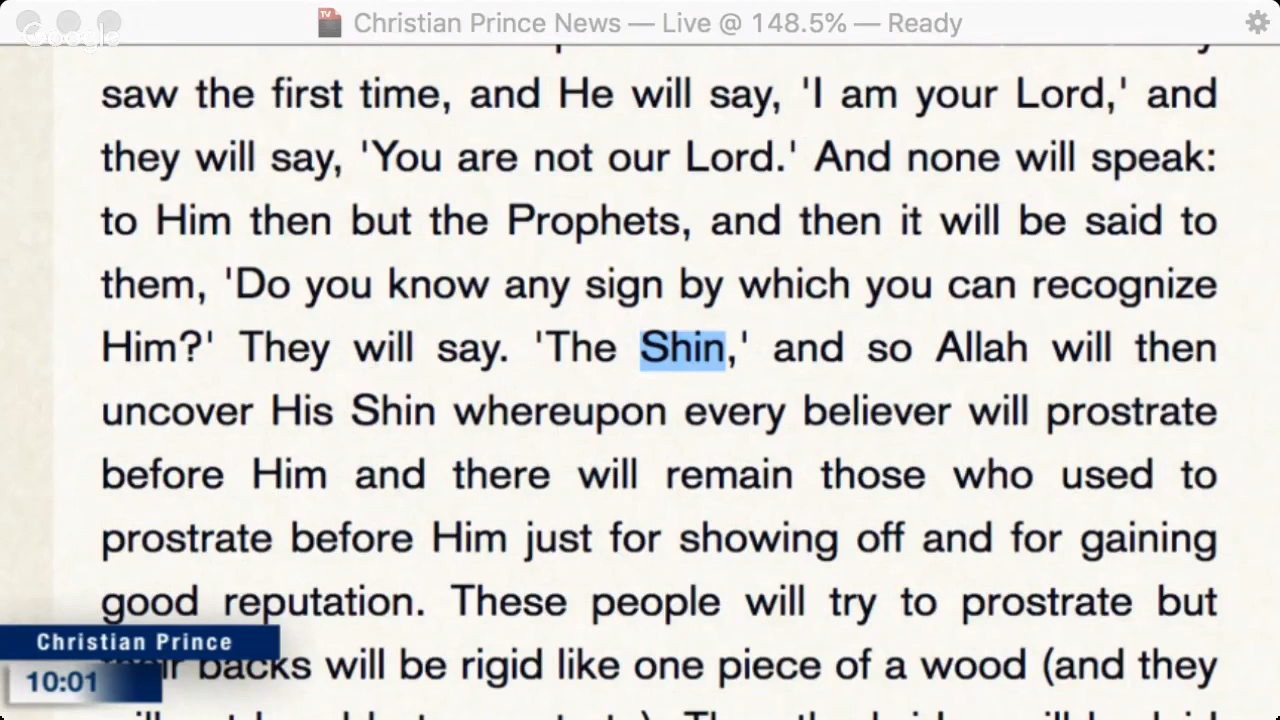 Christian Prince News — Live @ 148.5% — Ready
Google
saw the first time, and He will say, 'I am your Lord,' and
they will say, 'You are not our Lord.' And none will speak:
to Him then but the Prophets, and then it will be said to
them, 'Do you know any sign by which you can recognize
Him?' They will say. 'The Shin,' and so Allah will then
uncover His Shin whereupon every believer will prostrate
before Him and there will remain those who used to
prostrate before Him just for showing off and for gaining
good reputation. These people will try to prostrate but
backs will be rigid like one piece of a wood (and they
Christian Prince
10:01